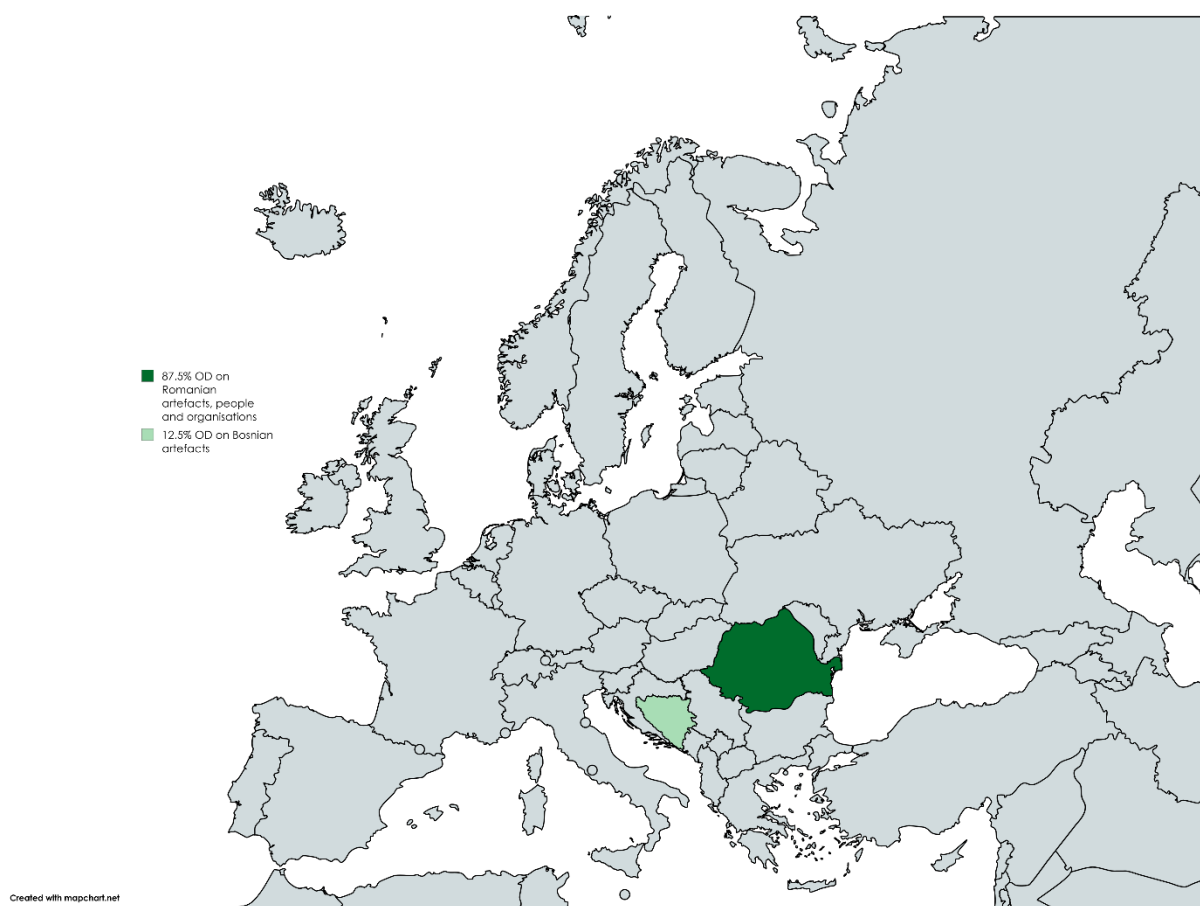 87.5% OD on
Romanian
artefacts, people
and organisations
12.5% OD on Bosnian
artefacts
Created with mapchart.net